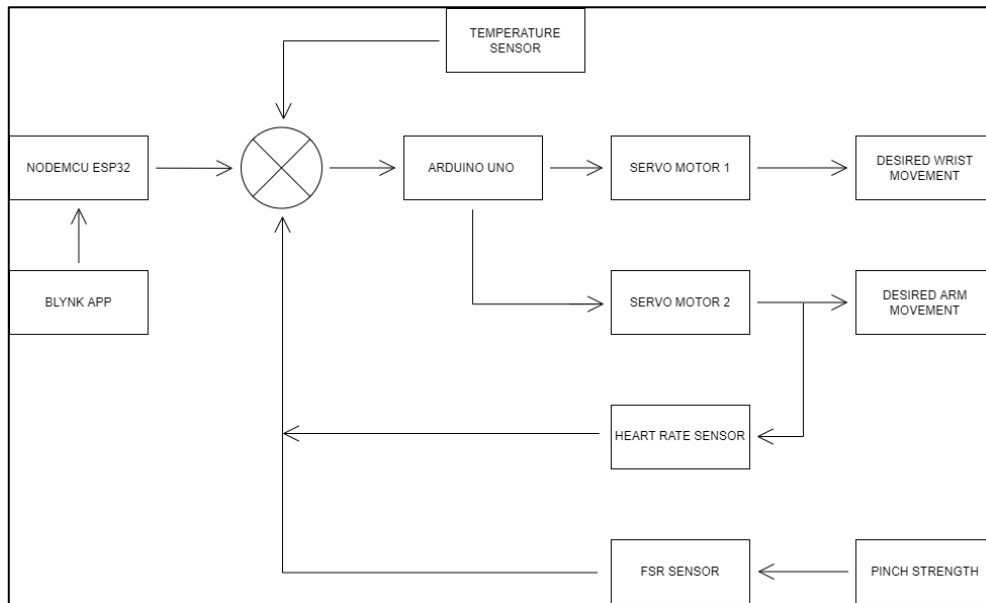 TEMPERATURE
SENSOR
NODEMCU ESP32
ARDUINO UNO
SERVO MOTOR 1
DESIRED WRIST
MOVEMENT
BLYNK APP
SERVO MOTOR 2
DESIRED ARM
MOVEMENT
HEART RATE SENSOR
FSR SENSOR
PINCH STRENGTH